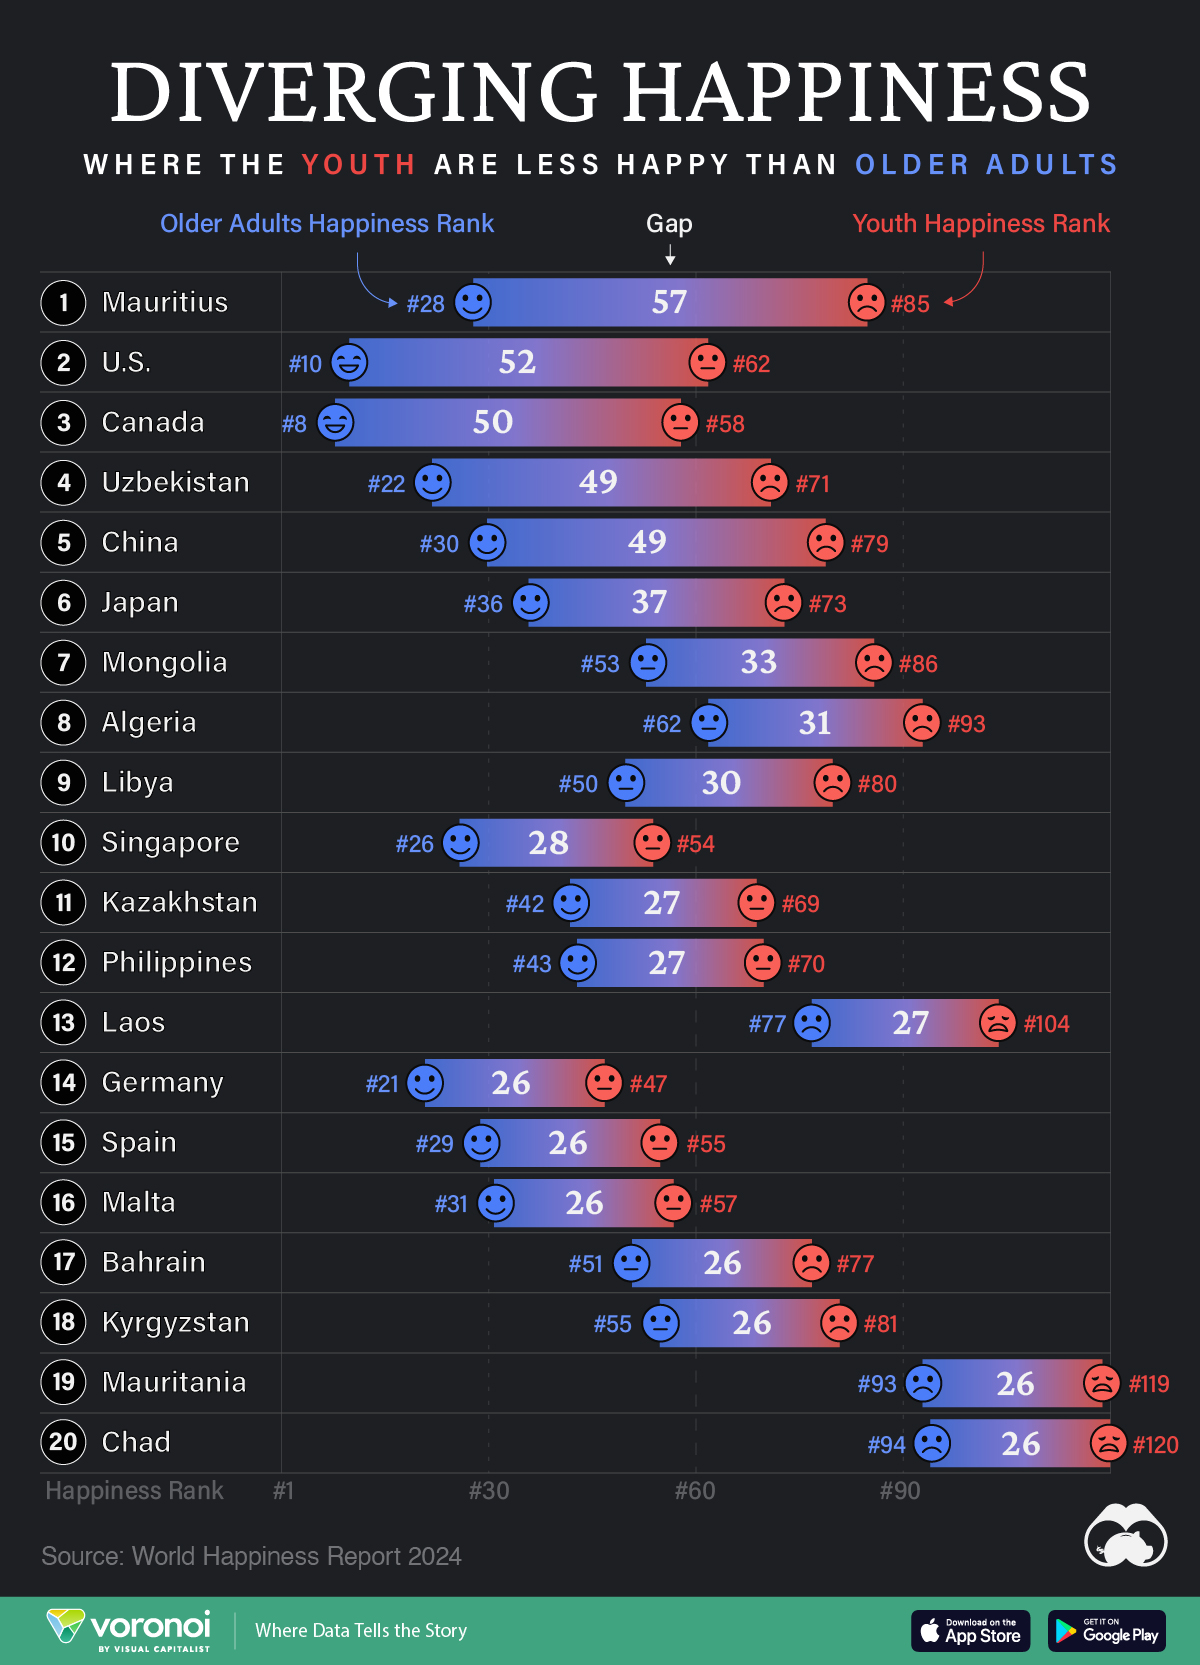 DIVERGING HAPPINESS
WHERE THE YOUTH ARE LESS HAPPY THAN OLDER ADULTS
Older Adults Happiness Rank Gap Youth Happiness Rank
1 Mauritius #28 57 #85
2 U.S. #10 52 #62
3 Canada #8 50 #58
4 Uzbekistan #22 49 #71
5 China #30 49 #79
6 Japan #36 37 #73
7 Mongolia #53 33 #86
8 Algeria #62 31 #93
9 Libya #50 30 #80
10 Singapore #26 28 #54
11 Kazakhstan #42 27 #69
12 Philippines #43 27 #70
13 Laos #77 27 #104
14 Germany #21 26 #47
15 Spain #29 26 #55
16 Malta #31 26 #57
17 Bahrain #51 26 #77
18 Kyrgyzstan #55 26 #81
19 Mauritania #93 26 #119
20 Chad #94 26 #120
Happiness Rank #1 #30 #60 #90
Source: World Happiness Report 2024
voronoi
BY VISUAL CAPITALIST
Where Data Tells the Story
Download on the
App Store
GET IT ON
Google Play